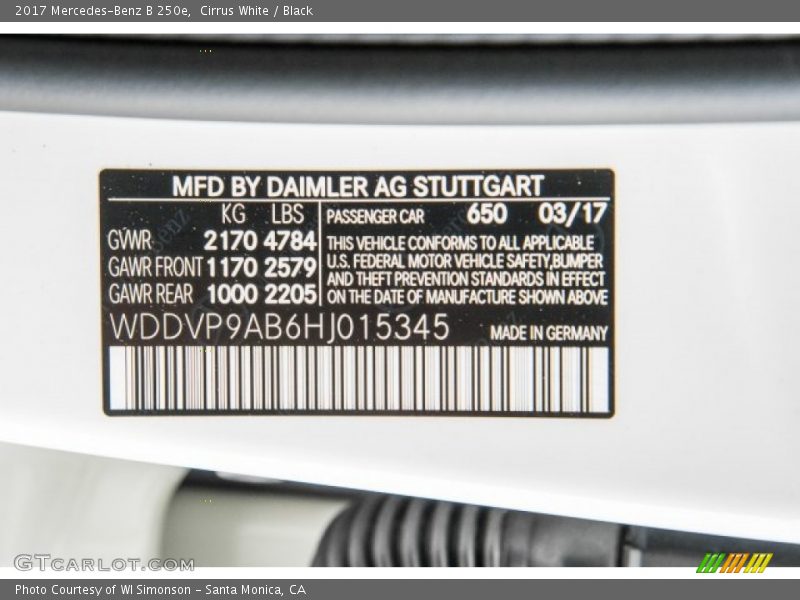 2017 Mercedes-Benz B 250e, Cirrus White / Black
MFD BY DAIMLER AG STUTTGART
KG LBS
GVWR 2170 4784
GAWR FRONT 1170 2579
GAWR REAR 1000 2205
PASSENGER CAR 650 03/17
THIS VEHICLE CONFORMS TO ALL APPLICABLE
U.S. FEDERAL MOTOR VEHICLE SAFETY,BUMPER
AND THEFT PREVENTION STANDARDS IN EFFECT
ON THE DATE OF MANUFACTURE SHOWN ABOVE
WDDVP9AB6HJ015345
MADE IN GERMANY
GTcarlot.com
Photo Courtesy of WI Simonson - Santa Monica, CA